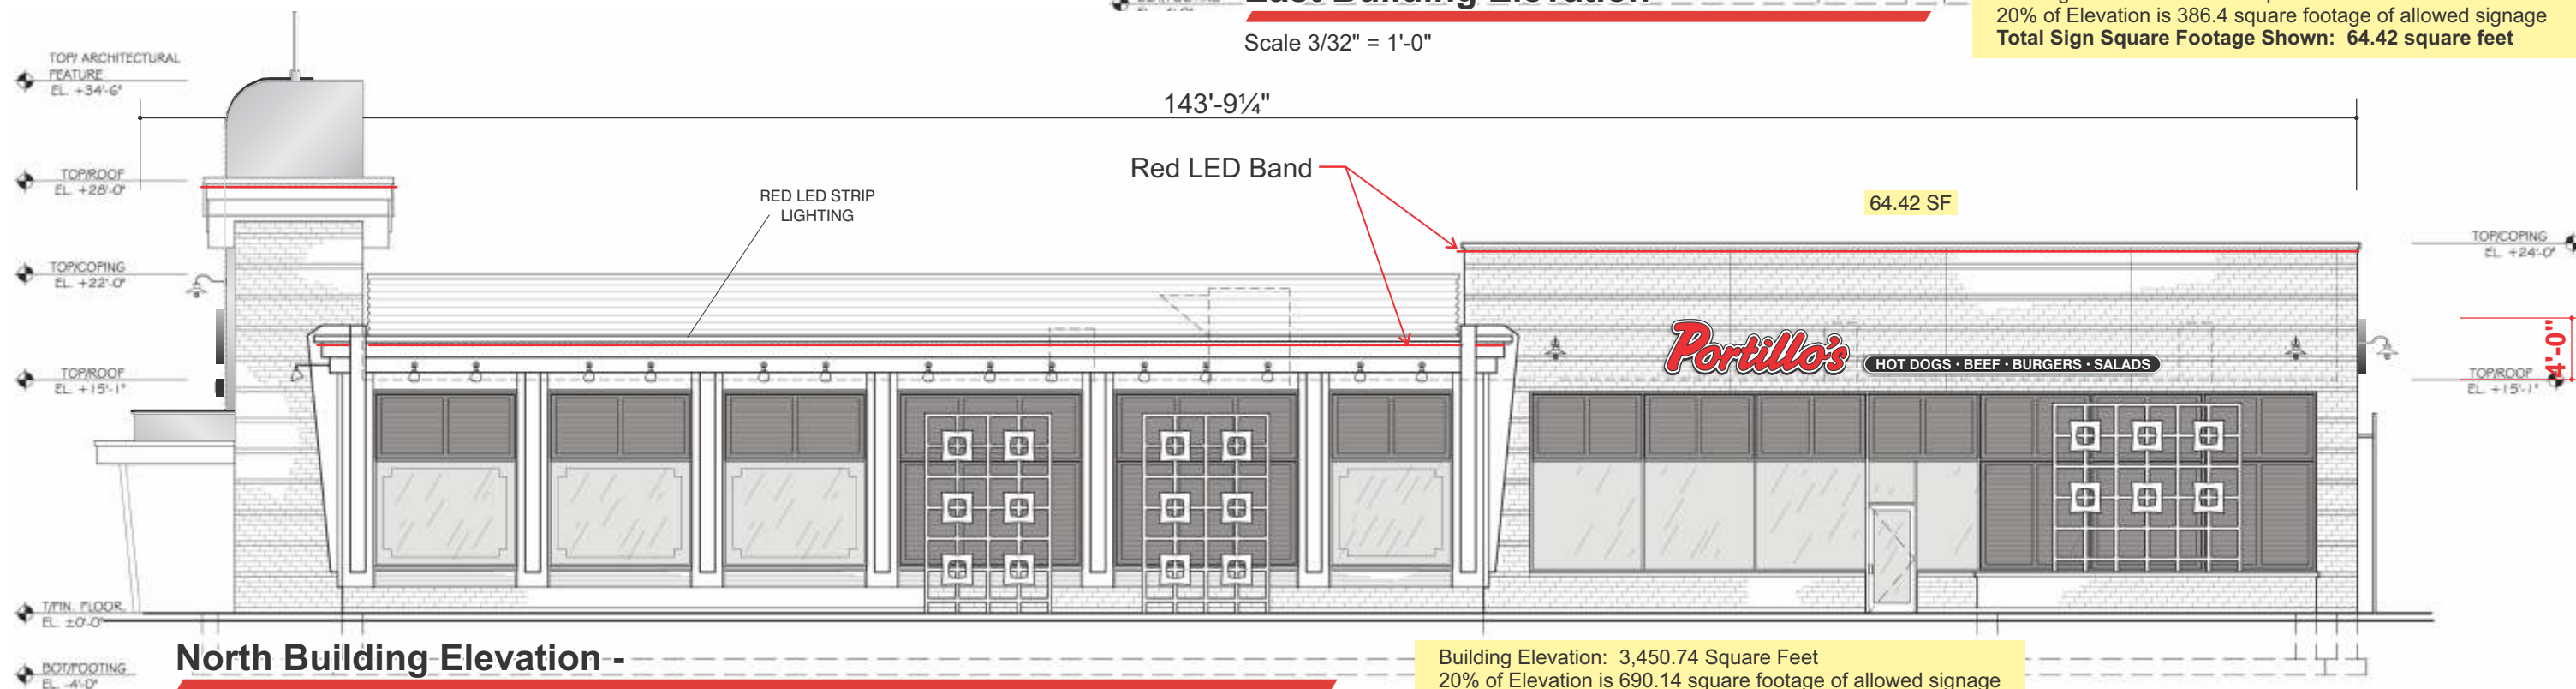 East Building Elevation
20% of Elevation is 386.4 square footage of allowed signage
Total Sign Square Footage Shown: 64.42 square feet
Scale 3/32" = 1'-0"
TOP/ ARCHITECTURAL
FEATURE
EL. +34'-6"
143'-9¼"
Red LED Band
TOP/ROOF
EL. +28'-0"
RED LED STRIP
LIGHTING
64.42 SF
TOP/COPING
EL. +24'-0"
TOP/COPING
EL. +22'-0"
4'-0"
Portillo's
HOT DOGS · BEEF · BURGERS · SALADS
TOP/ROOF
EL. +15'-1"
TOP/ROOF
EL. +15'-1"
T/FIN. FLOOR
EL. ±0'-0"
North Building Elevation -
BOT/FOOTING
EL. -4'-0"
Building Elevation: 3,450.74 Square Feet
20% of Elevation is 690.14 square footage of allowed signage